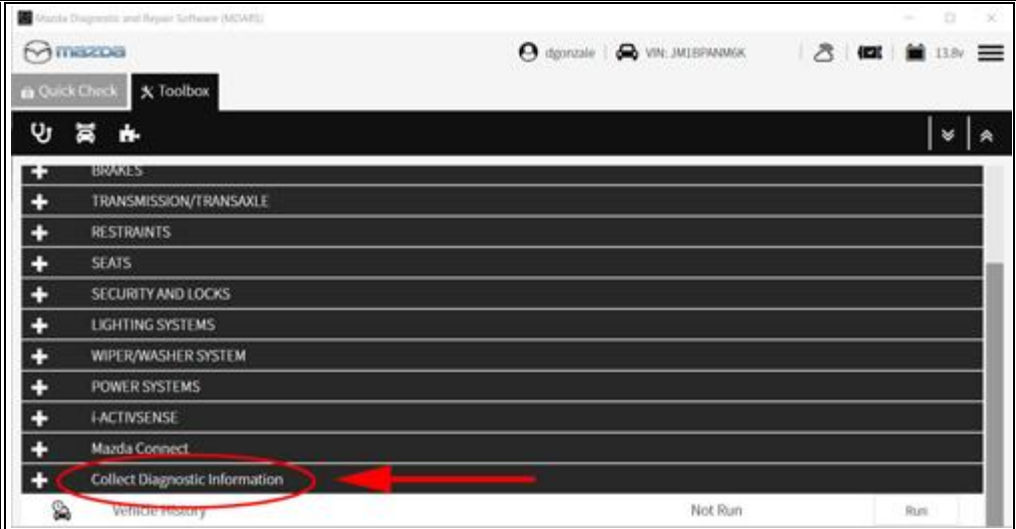 Mazda Diagnostic and Repair Software (MDARS)
mazda
dgonzale
VIN: JM1BPANM6K
13.8v
Quick Check
Toolbox
BRAKES
TRANSMISSION/TRANSAXLE
RESTRAINTS
SEATS
SECURITY AND LOCKS
LIGHTING SYSTEMS
WIPER/WASHER SYSTEM
POWER SYSTEMS
i-ACTIVSENSE
Mazda Connect
Collect Diagnostic Information
Vehicle History Not Run Run